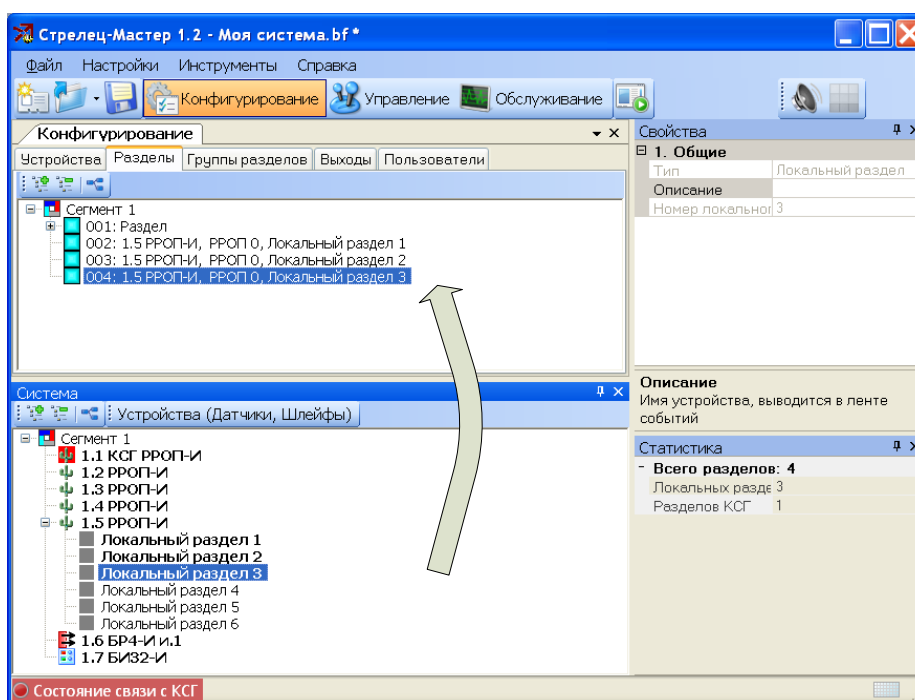 Стрелец-Мастер 1.2 - Моя система.bf *
Файл Настройки Инструменты Справка
Конфигурирование Управление Обслуживание
Конфигурирование
Устройства Разделы Группы разделов Выходы Пользователи
Сегмент 1
001: Раздел
002: 1.5 РРОП-И, РРОП 0, Локальный раздел 1
003: 1.5 РРОП-И, РРОП 0, Локальный раздел 2
004: 1.5 РРОП-И, РРОП 0, Локальный раздел 3
Система
Устройства (Датчики, Шлейфы)
Сегмент 1
1.1 КСГ РРОП-И
1.2 РРОП-И
1.3 РРОП-И
1.4 РРОП-И
1.5 РРОП-И
Локальный раздел 1
Локальный раздел 2
Локальный раздел 3
Локальный раздел 4
Локальный раздел 5
Локальный раздел 6
1.6 БР4-И и.1
1.7 БИ32-И
Свойства
1. Общие
Тип Локальный раздел
Описание
Номер локальног 3
Описание
Имя устройства, выводится в ленте
событий
Статистика
Всего разделов: 4
Локальных разде 3
Разделов КСГ 1
Состояние связи с КСГ